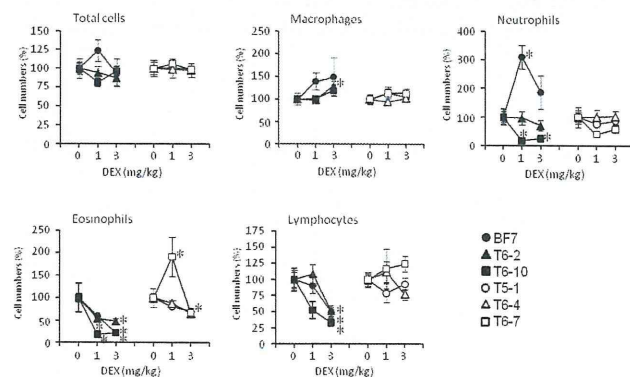 Total cells
Cell numbers (%)
150
125
100
75
50
25
0
0 1 3 0 1 3
DEX (mg/kg)
Macrophages
Cell numbers (%)
250
200
150
100
50
0
*
0 1 3 0 1 3
DEX (mg/kg)
Neutrophils
Cell numbers (%)
500
400
300
200
100
0
*
* *
0 1 3 0 1 3
DEX (mg/kg)
Eosinophils
Cell numbers (%)
250
200
150
100
50
0
* *
* * *
* *
0 1 3 0 1 3
DEX (mg/kg)
Lymphocytes
Cell numbers (%)
175
150
125
100
75
50
25
0
*
*
*
0 1 3 0 1 3
DEX (mg/kg)
BF7
T6-2
T6-10
T5-1
T6-4
T6-7